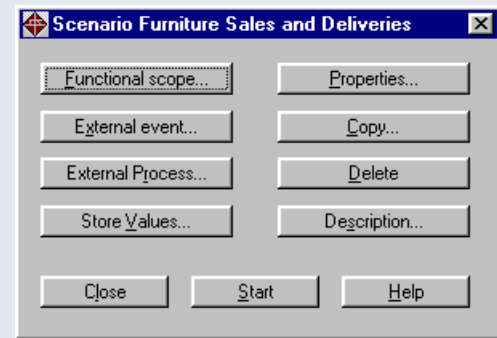 Scenario Furniture Sales and Deliveries
Functional scope... Properties...
External event... Copy...
External Process... Delete
Store Values... Description...
Close Start Help